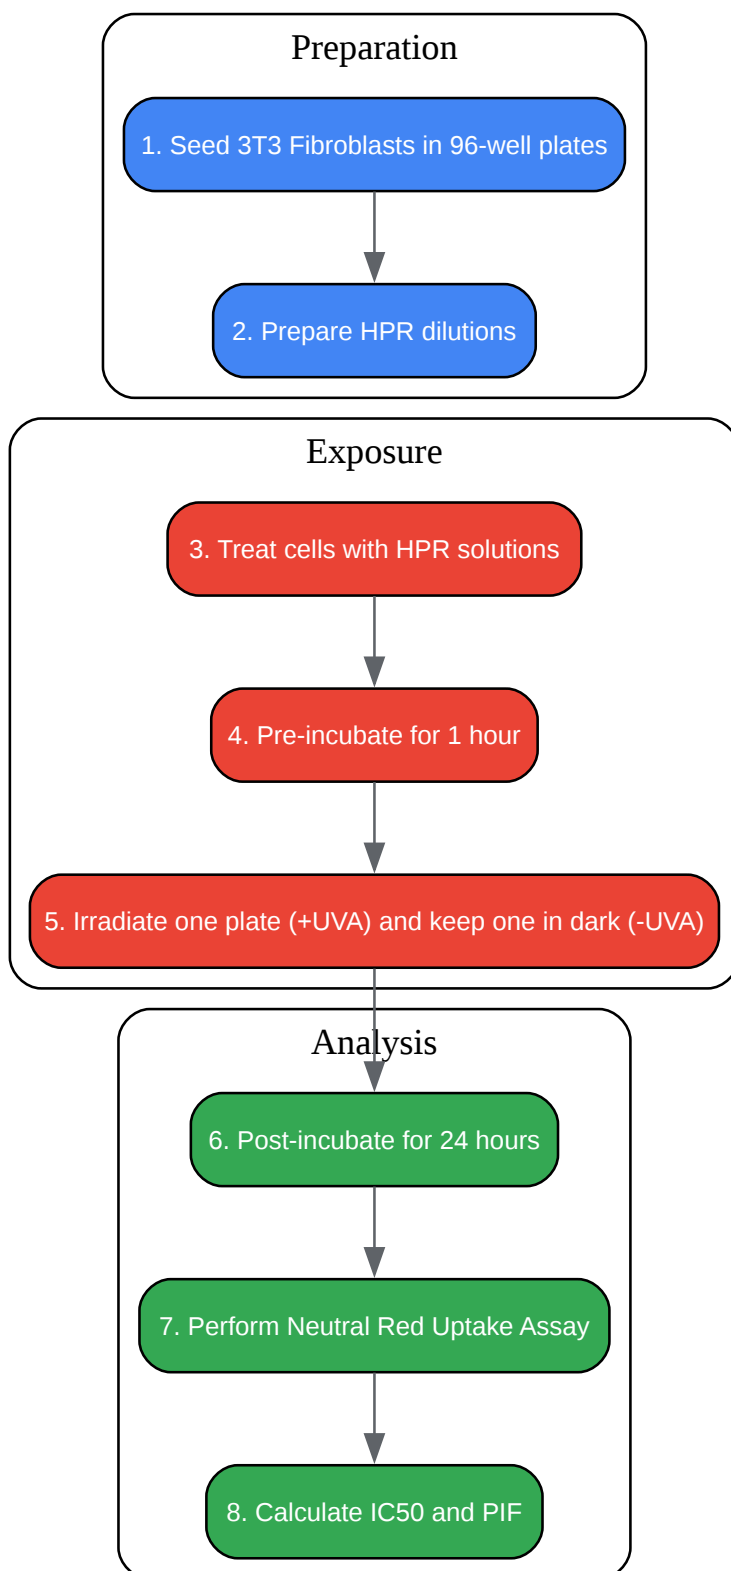 Preparation
1. Seed 3T3 Fibroblasts in 96-well plates
2. Prepare HPR dilutions
Exposure
3. Treat cells with HPR solutions
4. Pre-incubate for 1 hour
5. Irradiate one plate (+UVA) and keep one in dark (-UVA)
Analysis
6. Post-incubate for 24 hours
7. Perform Neutral Red Uptake Assay
8. Calculate IC50 and PIF